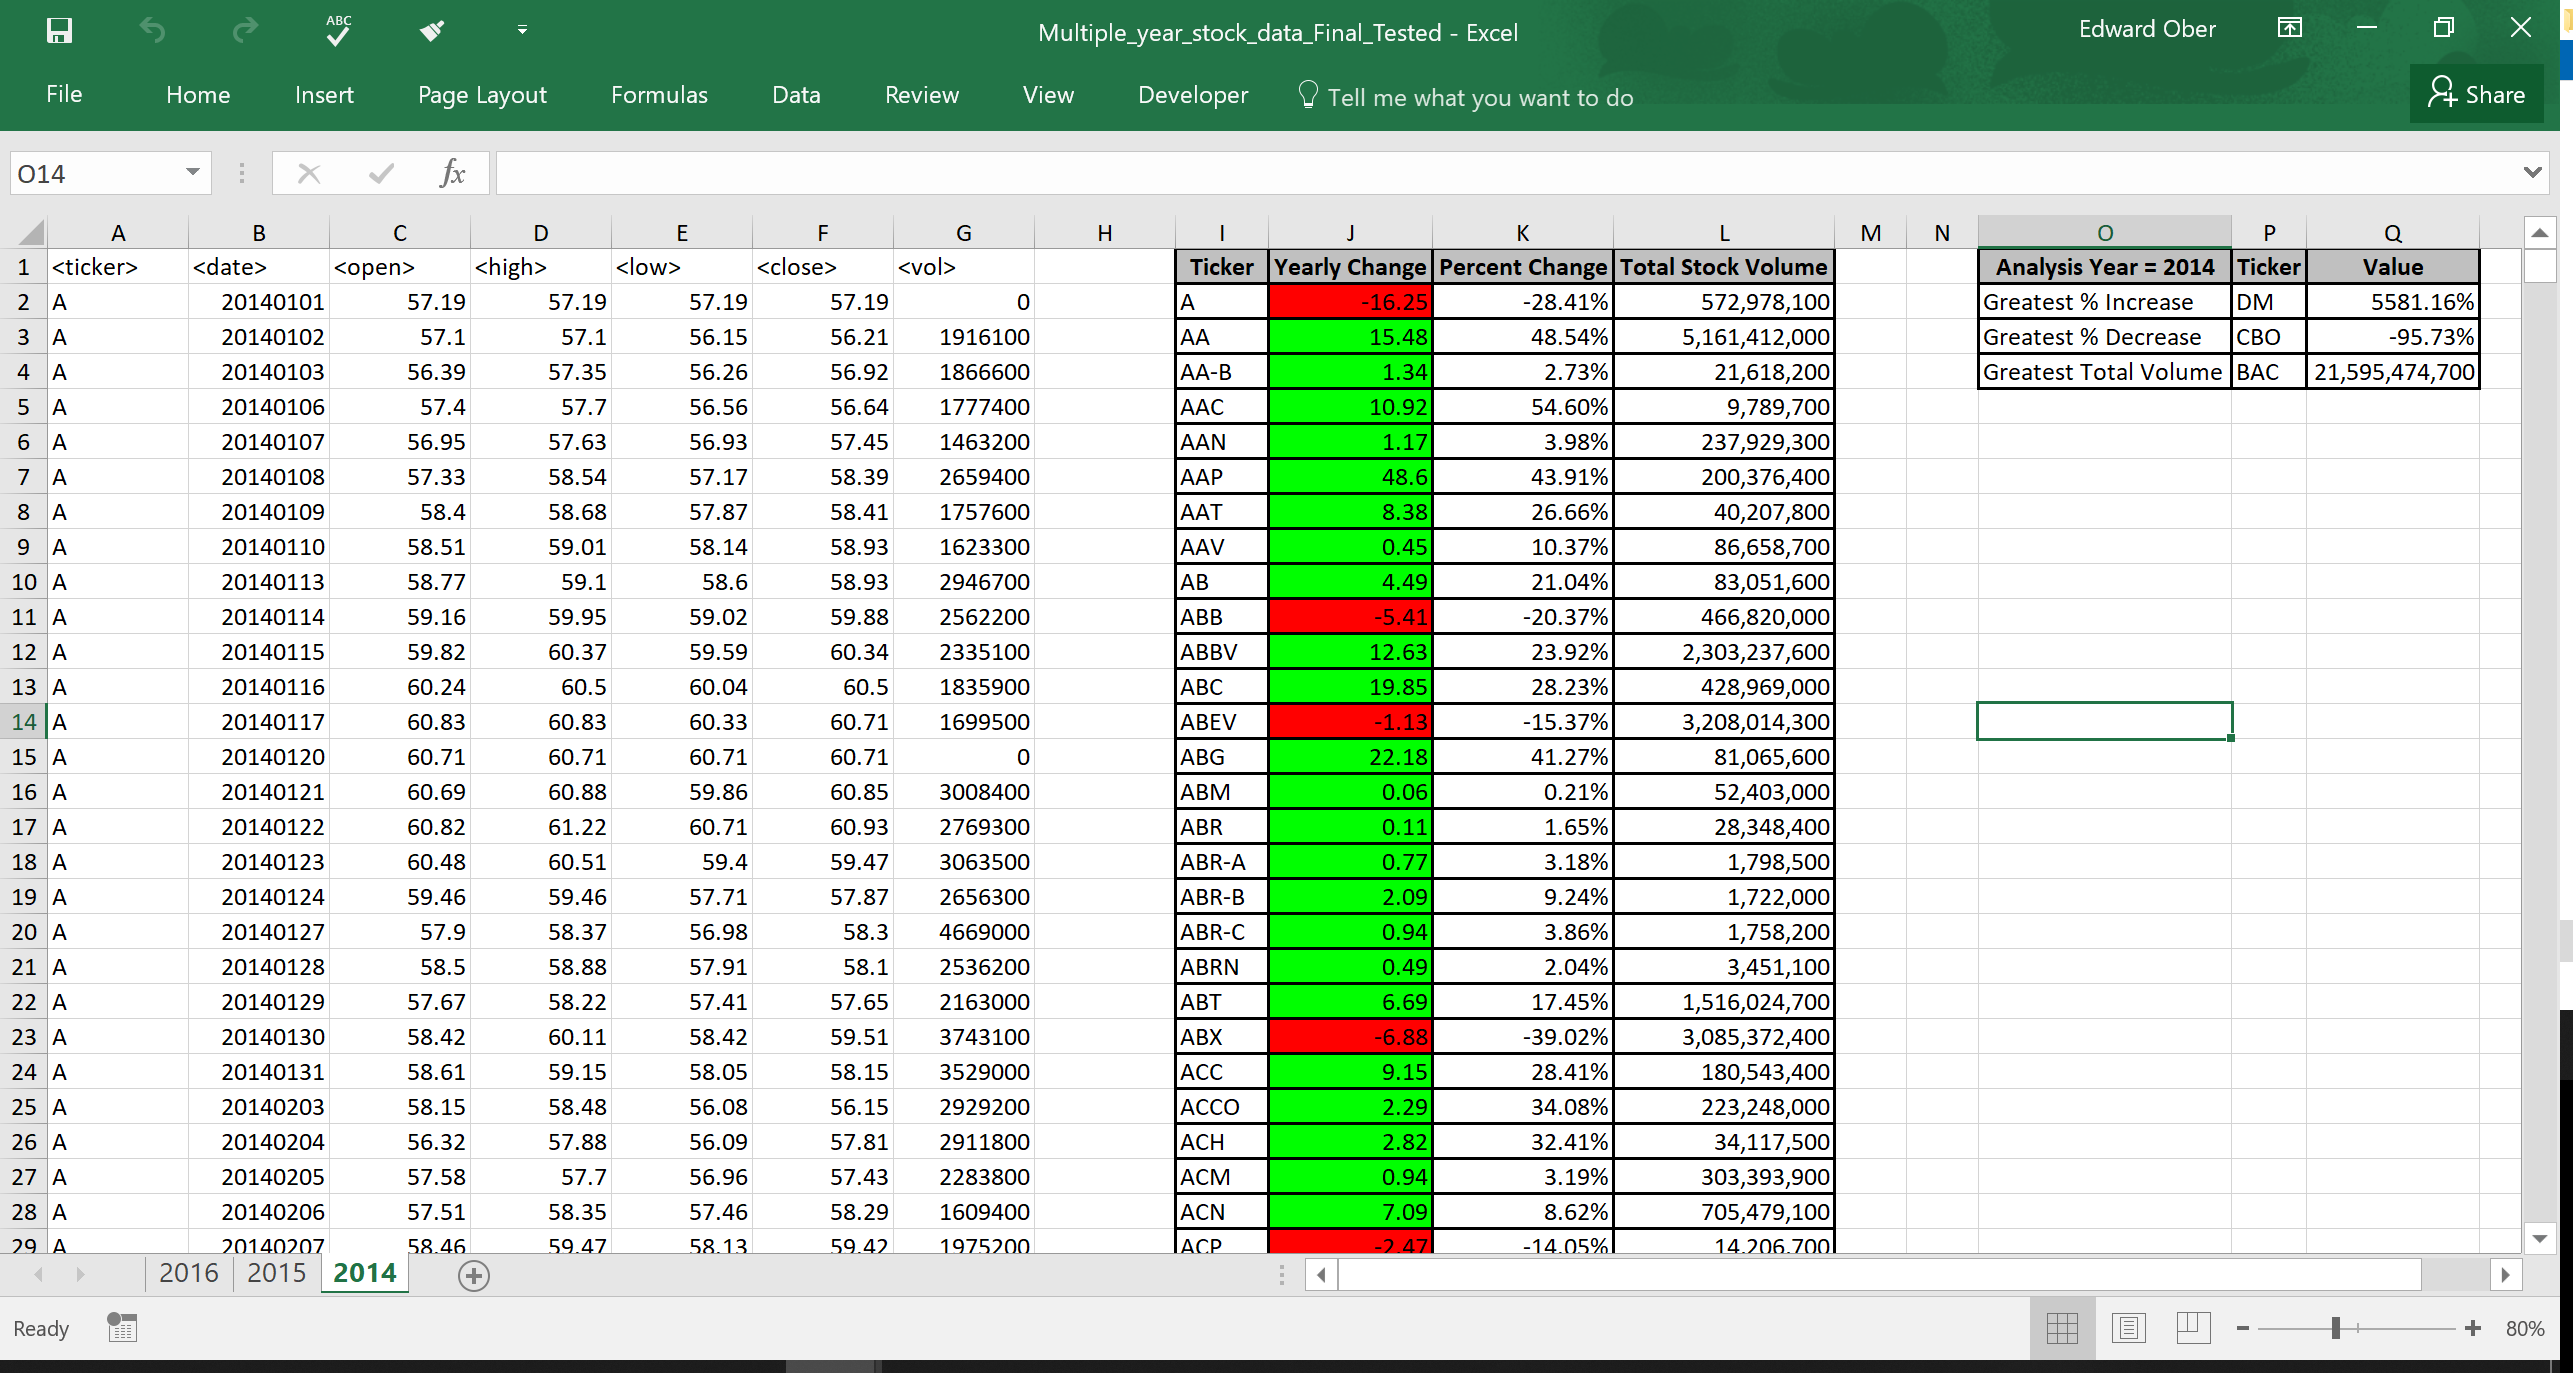 ABC
Multiple_year_stock_data_Final_Tested - Excel
Edward Ober
File Home Insert Page Layout Formulas Data Review View Developer Tell me what you want to do Share
O14 fx
A B C D E F G H I J K L M N O P Q
1 <ticker> <date> <open> <high> <low> <close> <vol> Ticker Yearly Change Percent Change Total Stock Volume Analysis Year = 2014 Ticker Value
2 A 20140101 57.19 57.19 57.19 57.19 0 A -16.25 -28.41% 572,978,100 Greatest % Increase DM 5581.16%
3 A 20140102 57.1 57.1 56.15 56.21 1916100 AA 15.48 48.54% 5,161,412,000 Greatest % Decrease CBO -95.73%
4 A 20140103 56.39 57.35 56.26 56.92 1866600 AA-B 1.34 2.73% 21,618,200 Greatest Total Volume BAC 21,595,474,700
5 A 20140106 57.4 57.7 56.56 56.64 1777400 AAC 10.92 54.60% 9,789,700
6 A 20140107 56.95 57.63 56.93 57.45 1463200 AAN 1.17 3.98% 237,929,300
7 A 20140108 57.33 58.54 57.17 58.39 2659400 AAP 48.6 43.91% 200,376,400
8 A 20140109 58.4 58.68 57.87 58.41 1757600 AAT 8.38 26.66% 40,207,800
9 A 20140110 58.51 59.01 58.14 58.93 1623300 AAV 0.45 10.37% 86,658,700
10 A 20140113 58.77 59.1 58.6 58.93 2946700 AB 4.49 21.04% 83,051,600
11 A 20140114 59.16 59.95 59.02 59.88 2562200 ABB -5.41 -20.37% 466,820,000
12 A 20140115 59.82 60.37 59.59 60.34 2335100 ABBV 12.63 23.92% 2,303,237,600
13 A 20140116 60.24 60.5 60.04 60.5 1835900 ABC 19.85 28.23% 428,969,000
14 A 20140117 60.83 60.83 60.33 60.71 1699500 ABEV -1.13 -15.37% 3,208,014,300
15 A 20140120 60.71 60.71 60.71 60.71 0 ABG 22.18 41.27% 81,065,600
16 A 20140121 60.69 60.88 59.86 60.85 3008400 ABM 0.06 0.21% 52,403,000
17 A 20140122 60.82 61.22 60.71 60.93 2769300 ABR 0.11 1.65% 28,348,400
18 A 20140123 60.48 60.51 59.4 59.47 3063500 ABR-A 0.77 3.18% 1,798,500
19 A 20140124 59.46 59.46 57.71 57.87 2656300 ABR-B 2.09 9.24% 1,722,000
20 A 20140127 57.9 58.37 56.98 58.3 4669000 ABR-C 0.94 3.86% 1,758,200
21 A 20140128 58.5 58.88 57.91 58.1 2536200 ABRN 0.49 2.04% 3,451,100
22 A 20140129 57.67 58.22 57.41 57.65 2163000 ABT 6.69 17.45% 1,516,024,700
23 A 20140130 58.42 60.11 58.42 59.51 3743100 ABX -6.88 -39.02% 3,085,372,400
24 A 20140131 58.61 59.15 58.05 58.15 3529000 ACC 9.15 28.41% 180,543,400
25 A 20140203 58.15 58.48 56.08 56.15 2929200 ACCO 2.29 34.08% 223,248,000
26 A 20140204 56.32 57.88 56.09 57.81 2911800 ACH 2.82 32.41% 34,117,500
27 A 20140205 57.58 57.7 56.96 57.43 2283800 ACM 0.94 3.19% 303,393,900
28 A 20140206 57.51 58.35 57.46 58.29 1609400 ACN 7.09 8.62% 705,479,100
29 A 20140207 58.46 59.47 58.13 59.42 1975200 ACP -2.47 -14.05% 14,206,700
2016 2015 2014
Ready 80%